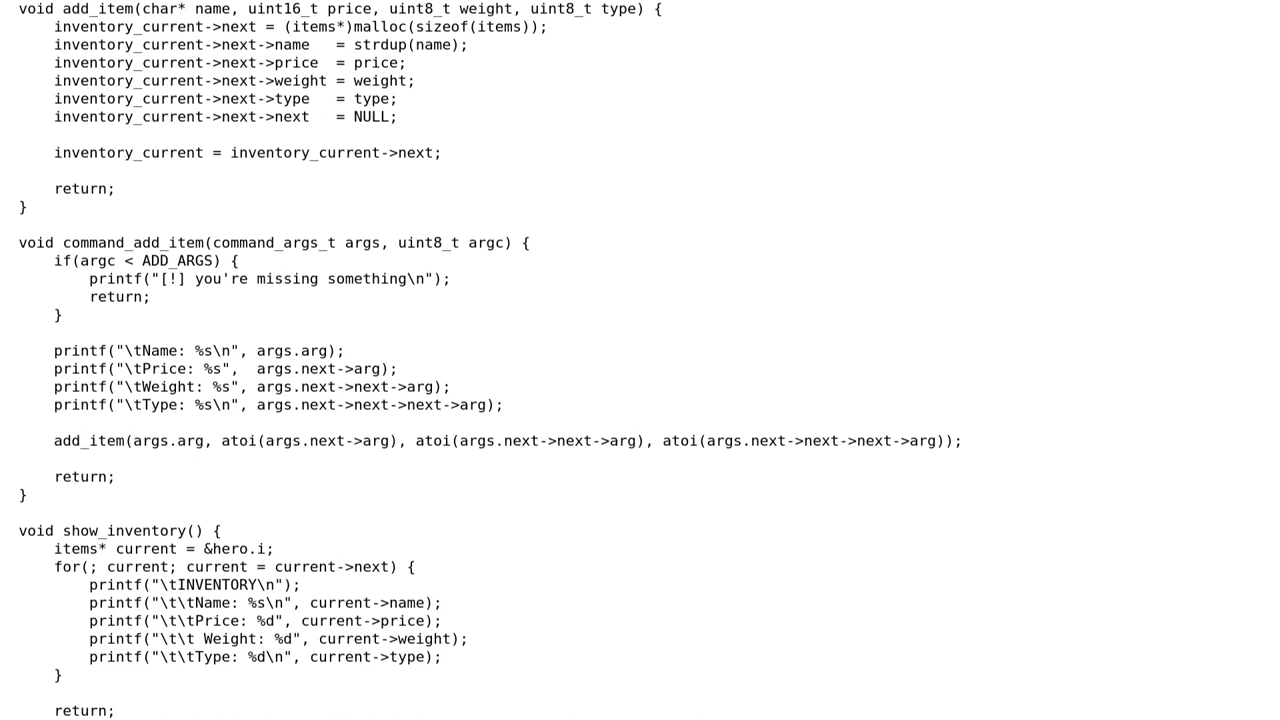 void add_item(char* name, uint16_t price, uint8_t weight, uint8_t type) {
    inventory_current->next = (items*)malloc(sizeof(items));
    inventory_current->next->name   = strdup(name);
    inventory_current->next->price  = price;
    inventory_current->next->weight = weight;
    inventory_current->next->type   = type;
    inventory_current->next->next   = NULL;

    inventory_current = inventory_current->next;

    return;
}

void command_add_item(command_args_t args, uint8_t argc) {
    if(argc < ADD_ARGS) {
        printf("[!] you're missing something\n");
        return;
    }

    printf("\tName: %s\n", args.arg);
    printf("\tPrice: %s",  args.next->arg);
    printf("\tWeight: %s", args.next->next->arg);
    printf("\tType: %s\n", args.next->next->next->arg);

    add_item(args.arg, atoi(args.next->arg), atoi(args.next->next->arg), atoi(args.next->next->next->arg));

    return;
}

void show_inventory() {
    items* current = &hero.i;
    for(; current; current = current->next) {
        printf("\tINVENTORY\n");
        printf("\t\tName: %s\n", current->name);
        printf("\t\tPrice: %d", current->price);
        printf("\t\t Weight: %d", current->weight);
        printf("\t\tType: %d\n", current->type);
    }

    return;